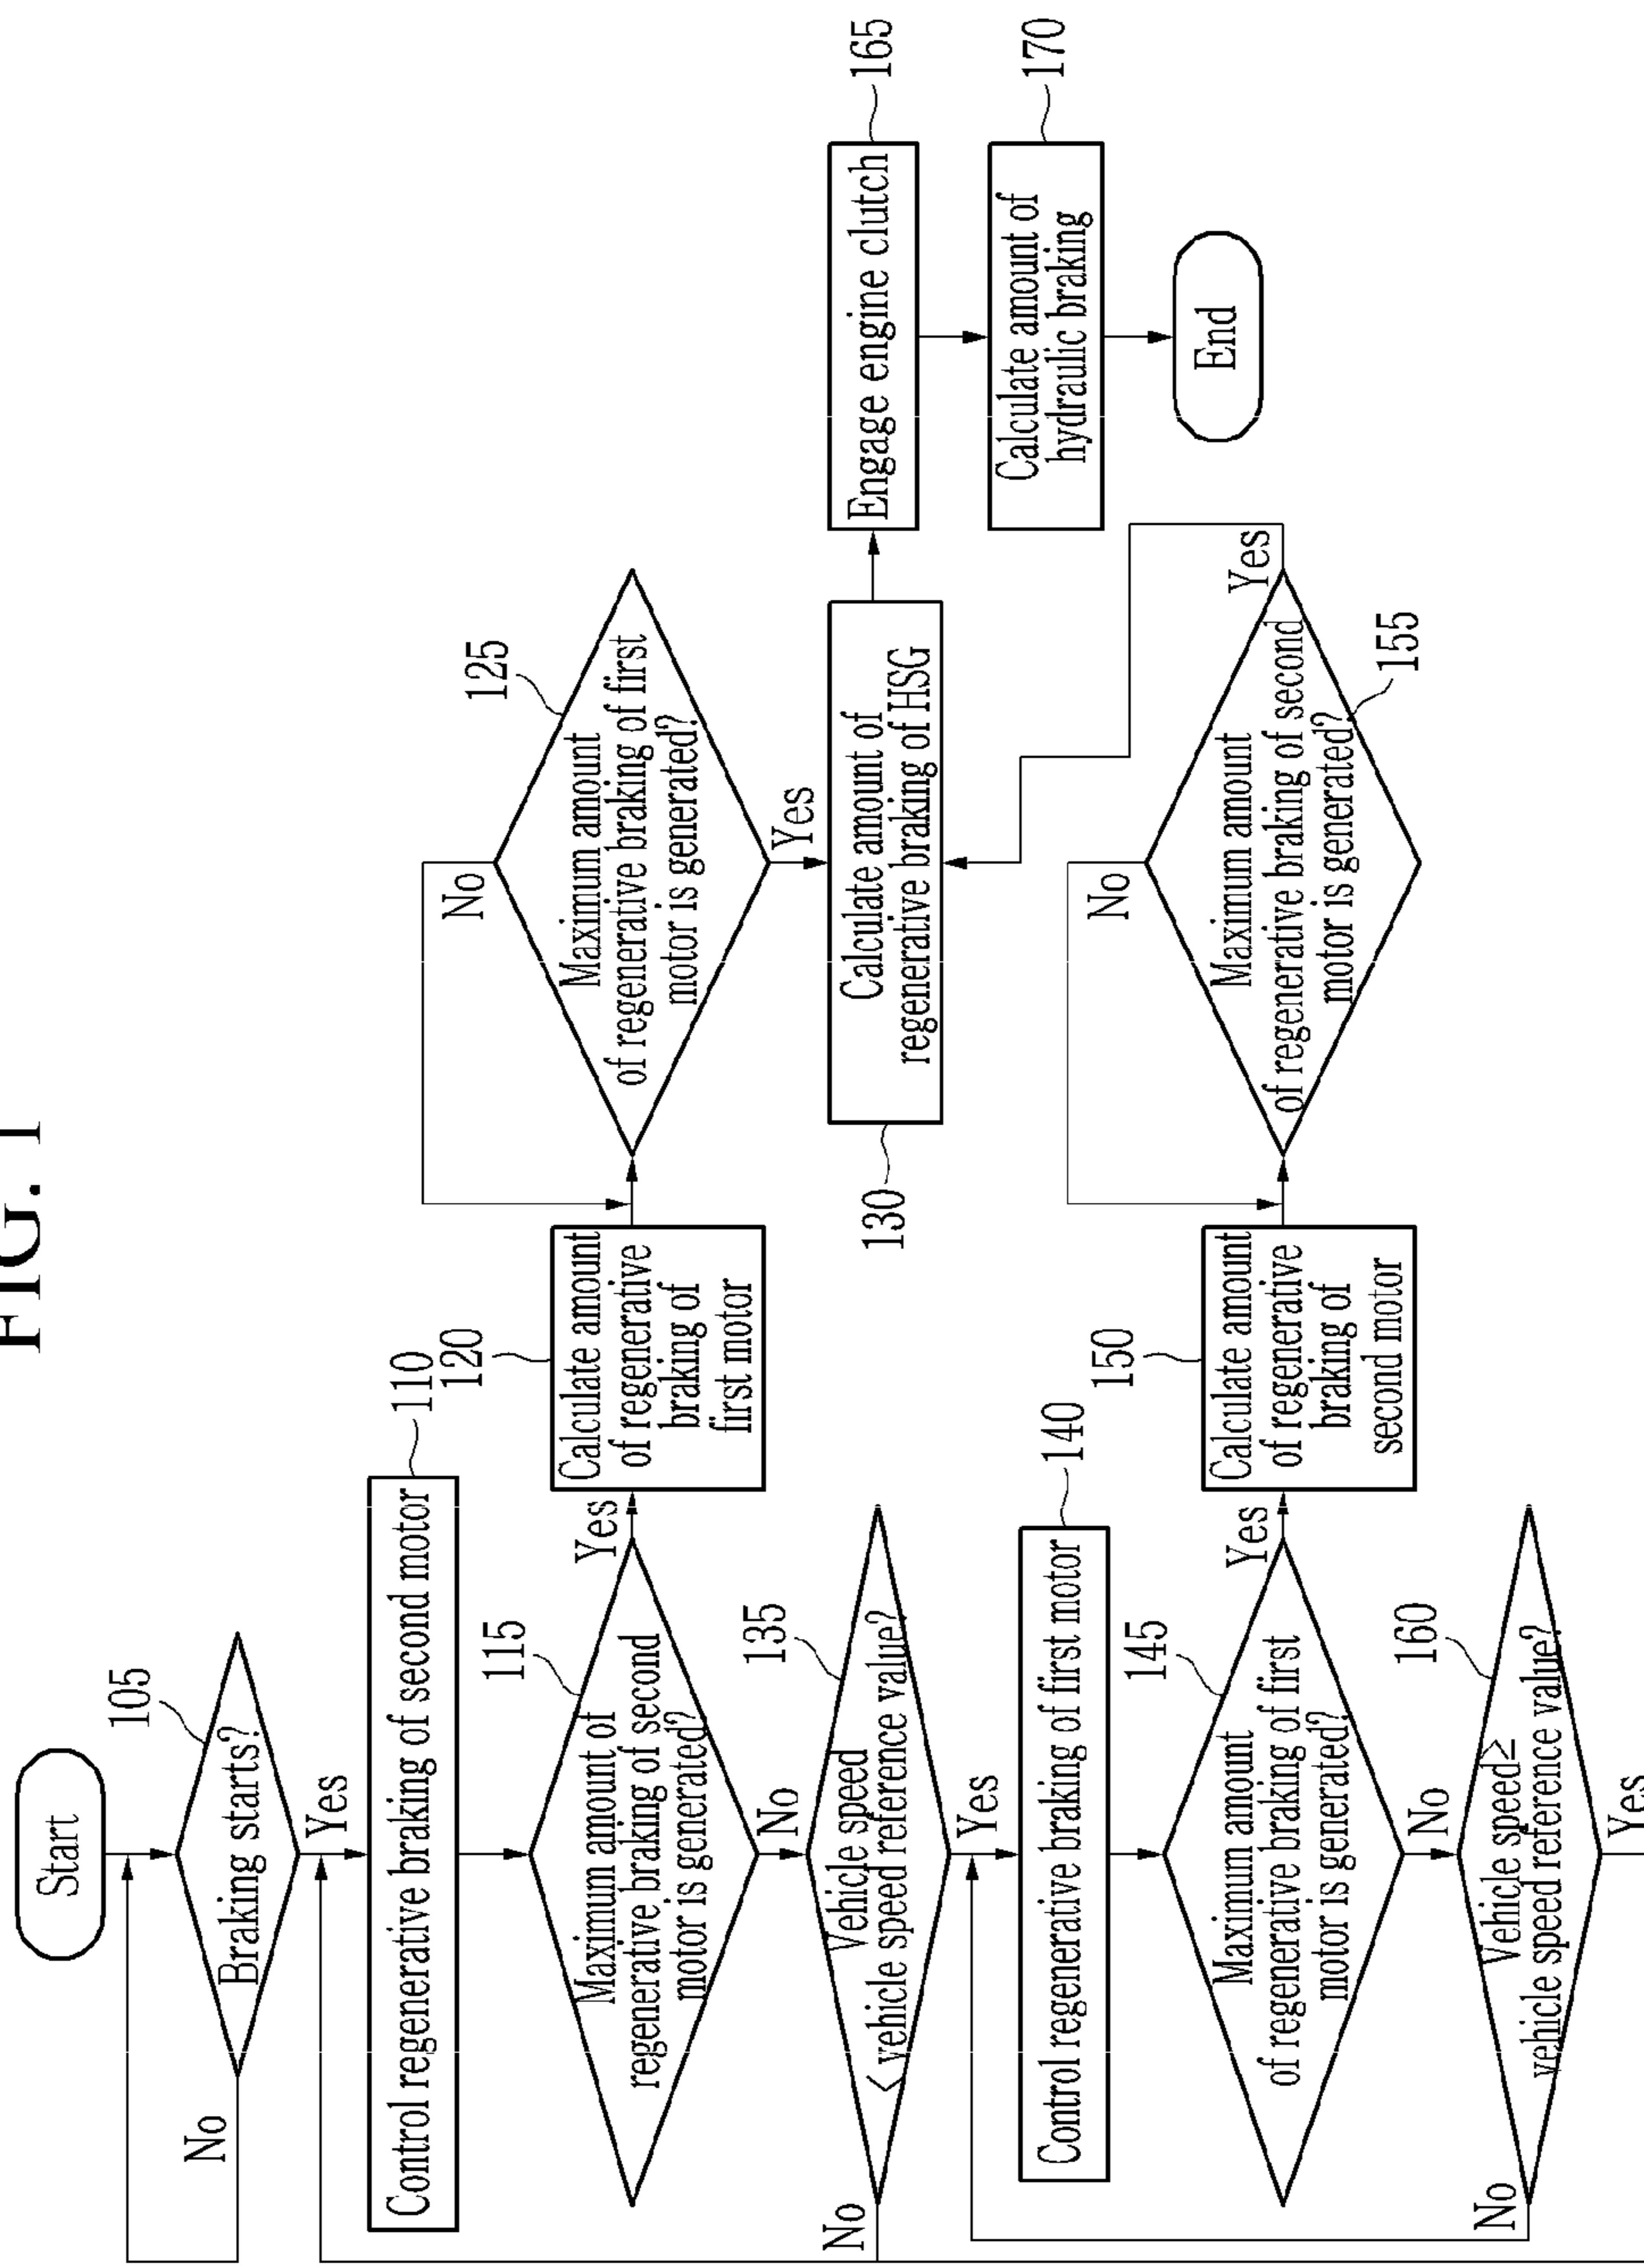 FIG. 1
Start
105
Braking starts?
No
Yes
110
Control regenerative braking of second motor
115
Maximum amount of
regenerative braking of second
motor is generated?
Yes
No
120
Calculate amount
of regenerative
braking of
first motor
125
Maximum amount
of regenerative braking of first
motor is generated?
No
Yes
130
Calculate amount of
regenerative braking of HSG
165
Engage engine clutch
170
Calculate amount of
hydraulic braking
End
135
Vehicle speed
< vehicle speed reference value?
No
Yes
140
Control regenerative braking of first motor
145
Maximum amount
of regenerative braking of first
motor is generated?
Yes
No
150
Calculate amount
of regenerative
braking of
second motor
155
Maximum amount
of regenerative braking of second
motor is generated?
No
Yes
160
Vehicle speed≥
vehicle speed reference value?
No
Yes